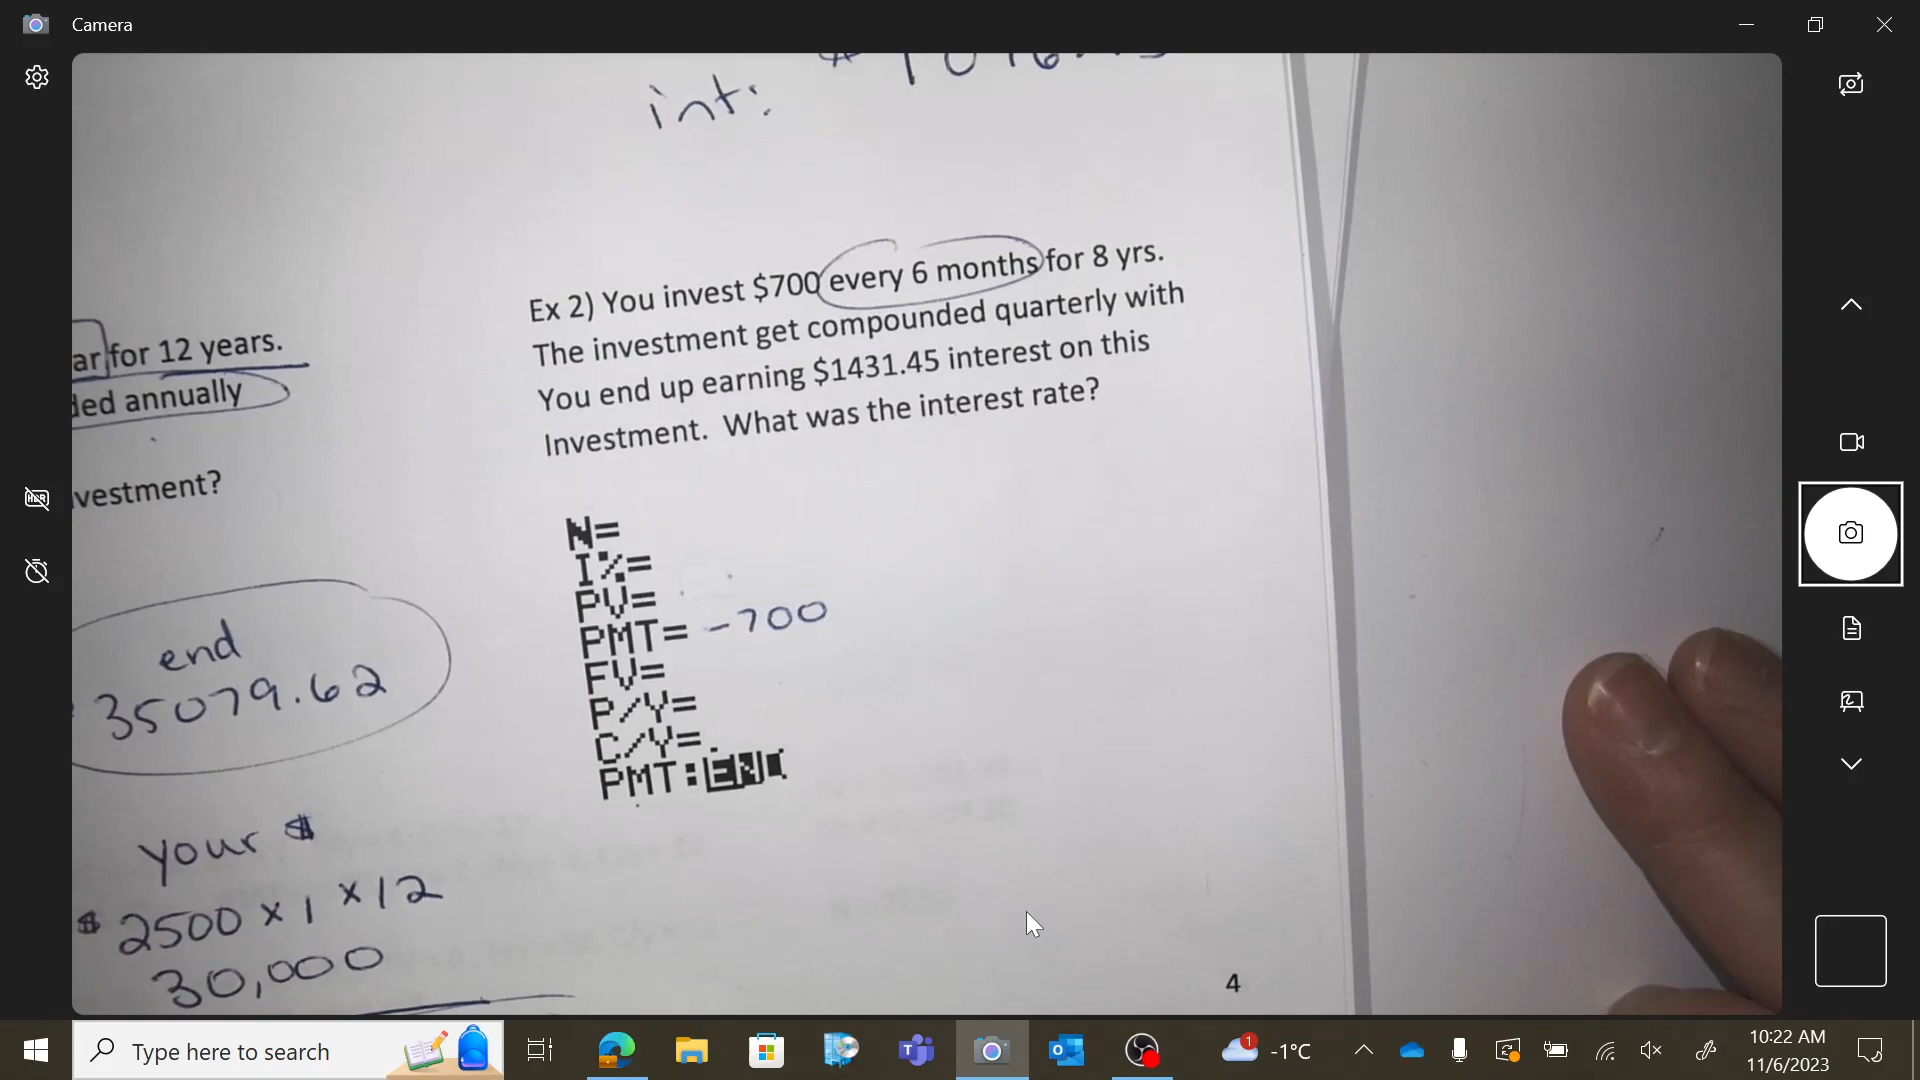 Camera
int:
Ex 2) You invest $700 every 6 months for 8 yrs.
The investment get compounded quarterly with
You end up earning $1431.45 interest on this
Investment. What was the interest rate?
for 12 years.
annually
investment?
N=
I%=
PV=
PMT= -700
FV=
P/Y=
C/Y=
PMT:END
end
35079.62
your $
$ 2500 x 1 x 12
30,000
4
Type here to search
1
-1°C
10:22 AM
11/6/2023